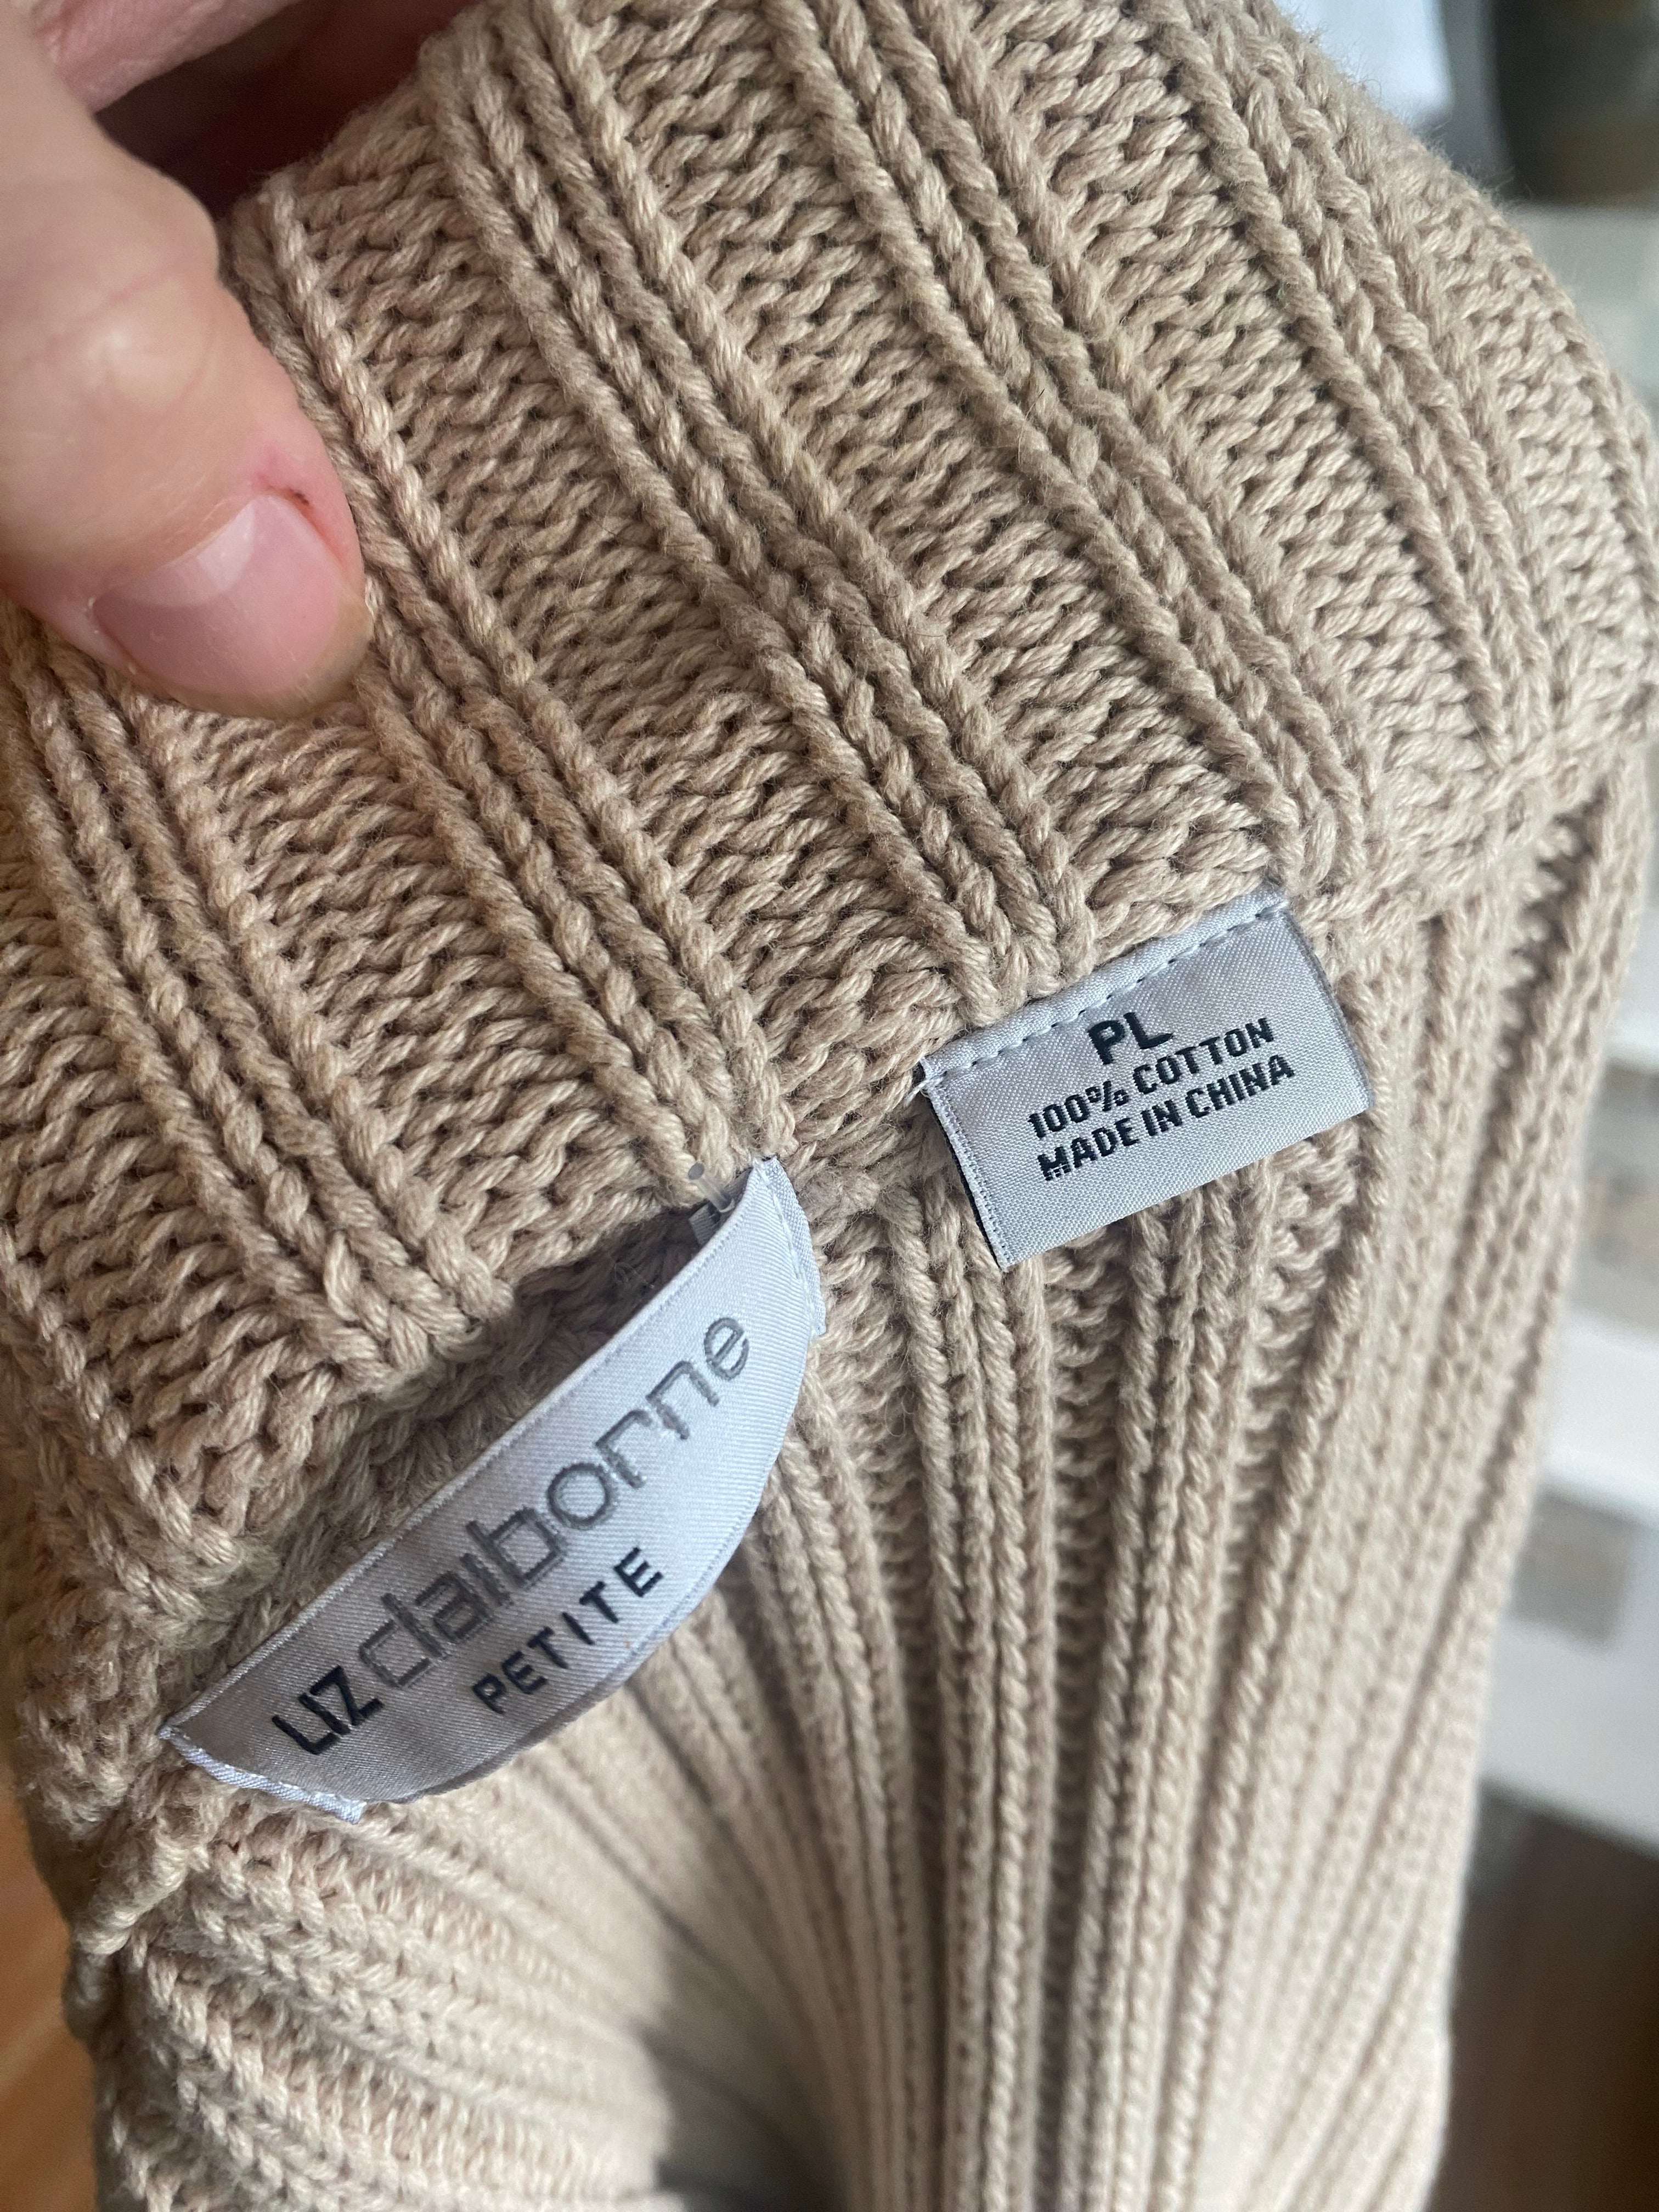 PL
100% COTTON
MADE IN CHINA
LIZ claiborne
PETITE